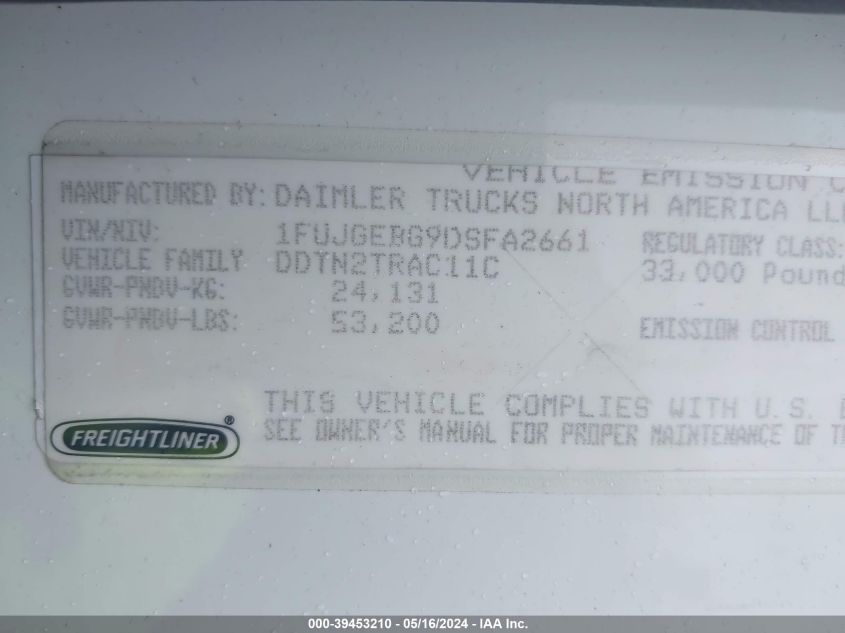 VEHICLE EMISSION C
MANUFACTURED BY: DAIMLER TRUCKS NORTH AMERICA LL
VIN/NIV: 1FUJGEBG9DSFA2661 REGULATORY CLASS:
VEHICLE FAMILY DDTN2TRAC11C 33,000 Pound
GVWR-PNBV-KG: 24,131
GVWR-PNBV-LBS: 53,200 EMISSION CONTROL
THIS VEHICLE COMPLIES WITH U.S.
SEE OWNER'S MANUAL FOR PROPER MAINTENANCE OF T
FREIGHTLINER®
000-39453210 - 05/16/2024 - IAA Inc.